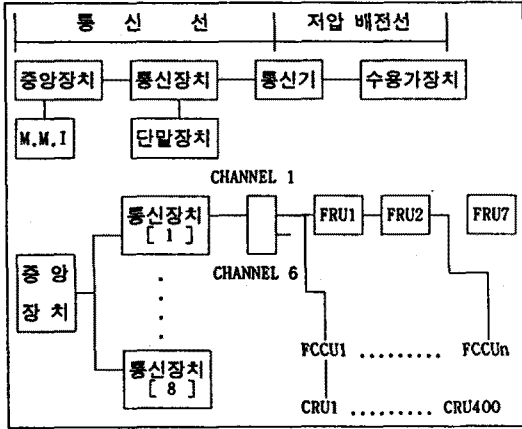 통 신 선 저압 배전선
중앙장치 통신장치 통신기 수용가장치
M.M.I 단말장치
CHANNEL 1
통신장치 FRU1 FRU2 FRU7
[ 1 ]
CHANNEL 6
중 앙
장 치
FCCU1 ......... FCCUn
통신장치
[ 8 ]
CRU1 ......... CRU400